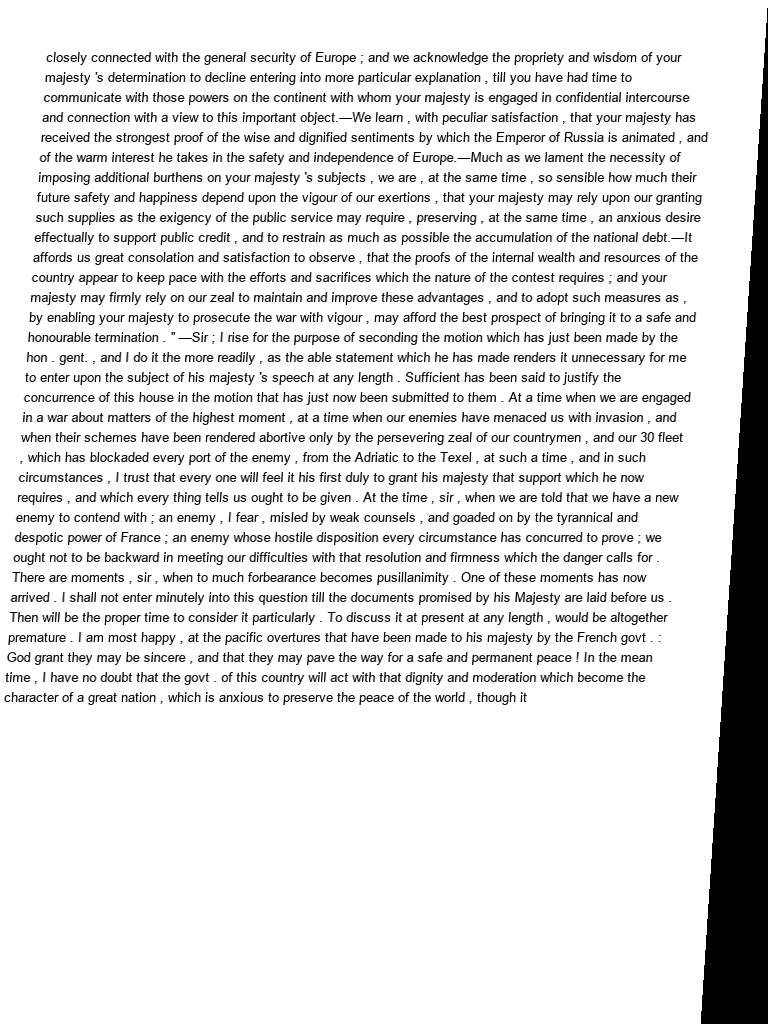 closely connected with the general security of Europe ; and we acknowledge the propriety and wisdom of your
majesty 's determination to decline entering into more particular explanation , till you have had time to
communicate with those powers on the continent with whom your majesty is engaged in confidential intercourse
and connection with a view to this important object.—We learn , with peculiar satisfaction , that your majesty has
received the strongest proof of the wise and dignified sentiments by which the Emperor of Russia is animated , and
of the warm interest he takes in the safety and independence of Europe.—Much as we lament the necessity of
imposing additional burthens on your majesty 's subjects , we are , at the same time , so sensible how much their
future safety and happiness depend upon the vigour of our exertions , that your majesty may rely upon our granting
such supplies as the exigency of the public service may require , preserving , at the same time , an anxious desire
effectually to support public credit , and to restrain as much as possible the accumulation of the national debt.—It
affords us great consolation and satisfaction to observe , that the proofs of the internal wealth and resources of the
country appear to keep pace with the efforts and sacrifices which the nature of the contest requires ; and your
majesty may firmly rely on our zeal to maintain and improve these advantages , and to adopt such measures as ,
by enabling your majesty to prosecute the war with vigour , may afford the best prospect of bringing it to a safe and
honourable termination . " —Sir ; I rise for the purpose of seconding the motion which has just been made by the
hon . gent. , and I do it the more readily , as the able statement which he has made renders it unnecessary for me
to enter upon the subject of his majesty 's speech at any length . Sufficient has been said to justify the
concurrence of this house in the motion that has just now been submitted to them . At a time when we are engaged
in a war about matters of the highest moment , at a time when our enemies have menaced us with invasion , and
when their schemes have been rendered abortive only by the persevering zeal of our countrymen , and our 30 fleet
, which has blockaded every part of the enemy , from the Adriatic to the Texel , at such a time , and in such
circumstances , I trust that every one will feel it his first duly to grant his majesty that support which he now
requires , and which every thing tells us ought to be given . At the time , sir , when we are told that we have a new
enemy to contend with ; an enemy , I fear , misled by weak counsels , and goaded on by the tyrannical and
despotic power of France ; an enemy whose hostile disposition every circumstance has concurred to prove ; we
ought not to be backward in meeting our difficulties with that resolution and firmness which the danger calls for .
There are moments , sir , when to much forbearance becomes pusillanimity . One of these moments has now
arrived . I shall not enter minutely into this question till the documents promised by his Majesty are laid before us .
Then will be the proper time to consider it particularly . To discuss it at present at any length , would be altogether
premature . I am most happy , at the pacific overtures that have been made to his majesty by the French govt . :
God grant they may be sincere , and that they may pave the way for a safe and permanent peace ! In the mean
time , I have no doubt that the govt . of this country will act with that dignity and moderation which become the
character of a great nation , which is anxious to preserve the peace of the world , though it